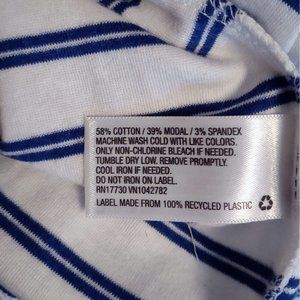 58% COTTON / 39% MODAL / 3% SPANDEX
MACHINE WASH COLD WITH LIKE COLORS.
ONLY NON-CHLORINE BLEACH IF NEEDED.
TUMBLE DRY LOW. REMOVE PROMPTLY.
COOL IRON IF NEEDED.
DO NOT IRON ON LABEL.
RN17730 VN1042782
LABEL MADE FROM 100% RECYCLED PLASTIC